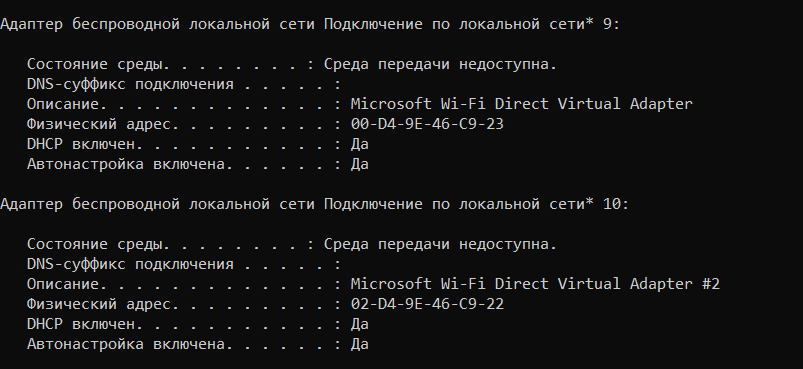 Адаптер беспроводной локальной сети Подключение по локальной сети* 9:
Состояние среды. . . . . . . . : Среда передачи недоступна.
DNS-суффикс подключения . . . . . :
Описание. . . . . . . . . . . . . : Microsoft Wi-Fi Direct Virtual Adapter
Физический адрес. . . . . . . . . : 00-D4-9E-46-C9-23
DHCP включен. . . . . . . . . . . : Да
Автонастройка включена. . . . . . : Да
Адаптер беспроводной локальной сети Подключение по локальной сети* 10:
Состояние среды. . . . . . . . : Среда передачи недоступна.
DNS-суффикс подключения . . . . . :
Описание. . . . . . . . . . . . . : Microsoft Wi-Fi Direct Virtual Adapter #2
Физический адрес. . . . . . . . . : 02-D4-9E-46-C9-22
DHCP включен. . . . . . . . . . . : Да
Автонастройка включена. . . . . . : Да